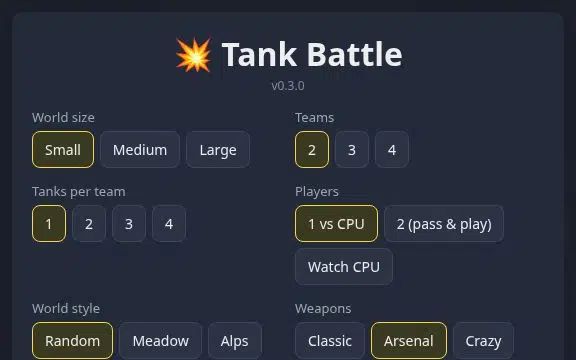 💥 Tank Battle
v0.3.0
World size
Small Medium Large
Teams
2 3 4
Tanks per team
1 2 3 4
Players
1 vs CPU 2 (pass & play)
Watch CPU
World style
Random Meadow Alps
Weapons
Classic Arsenal Crazy